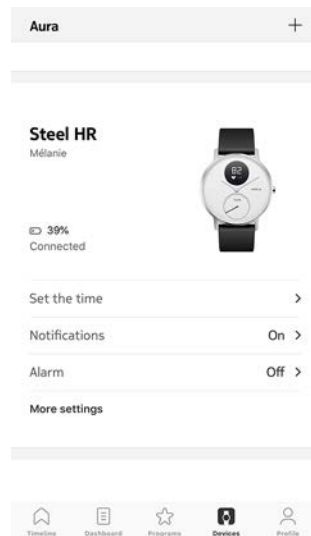 Aura +
Steel HR
Mélanie
82
39%
Connected
Set the time
Notifications On
Alarm Off
More settings
Timeline Dashboard Programs Devices Profile